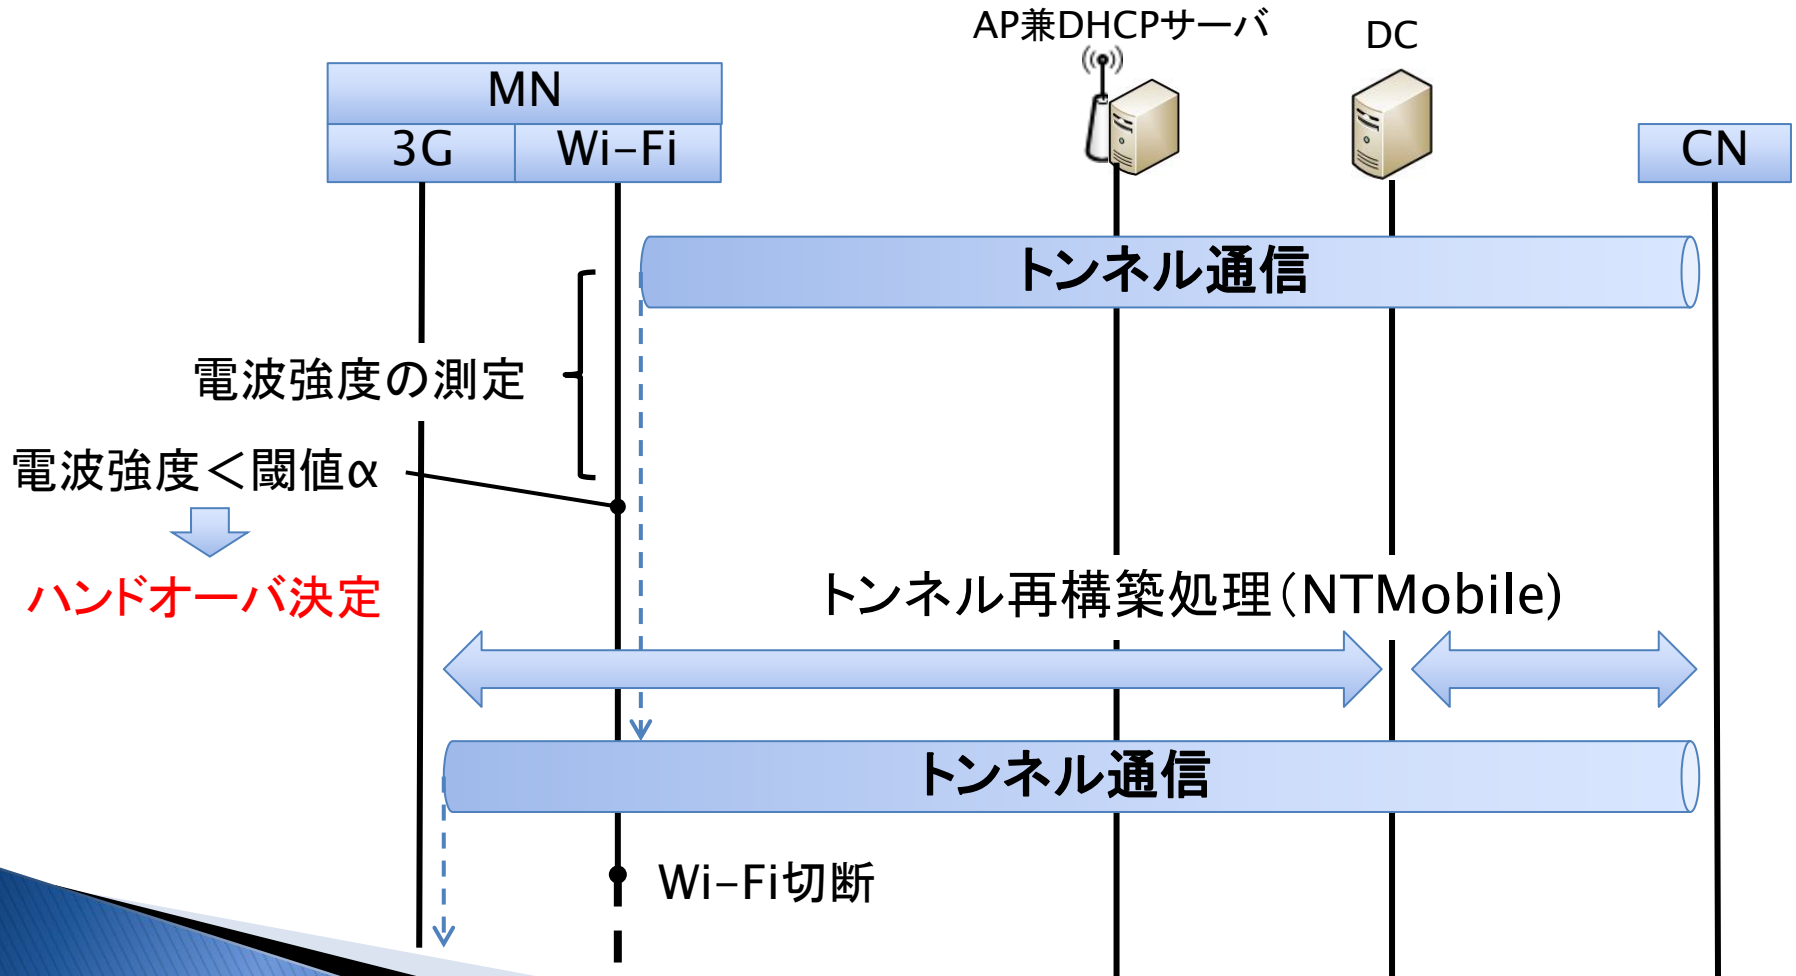 AP兼DHCPサーバ
DC
MN
3G
Wi-Fi
CN
トンネル通信
電波強度の測定
電波強度＜閾値α
ハンドオーバ決定
トンネル再構築処理（NTMobile)
トンネル通信
Wi-Fi切断